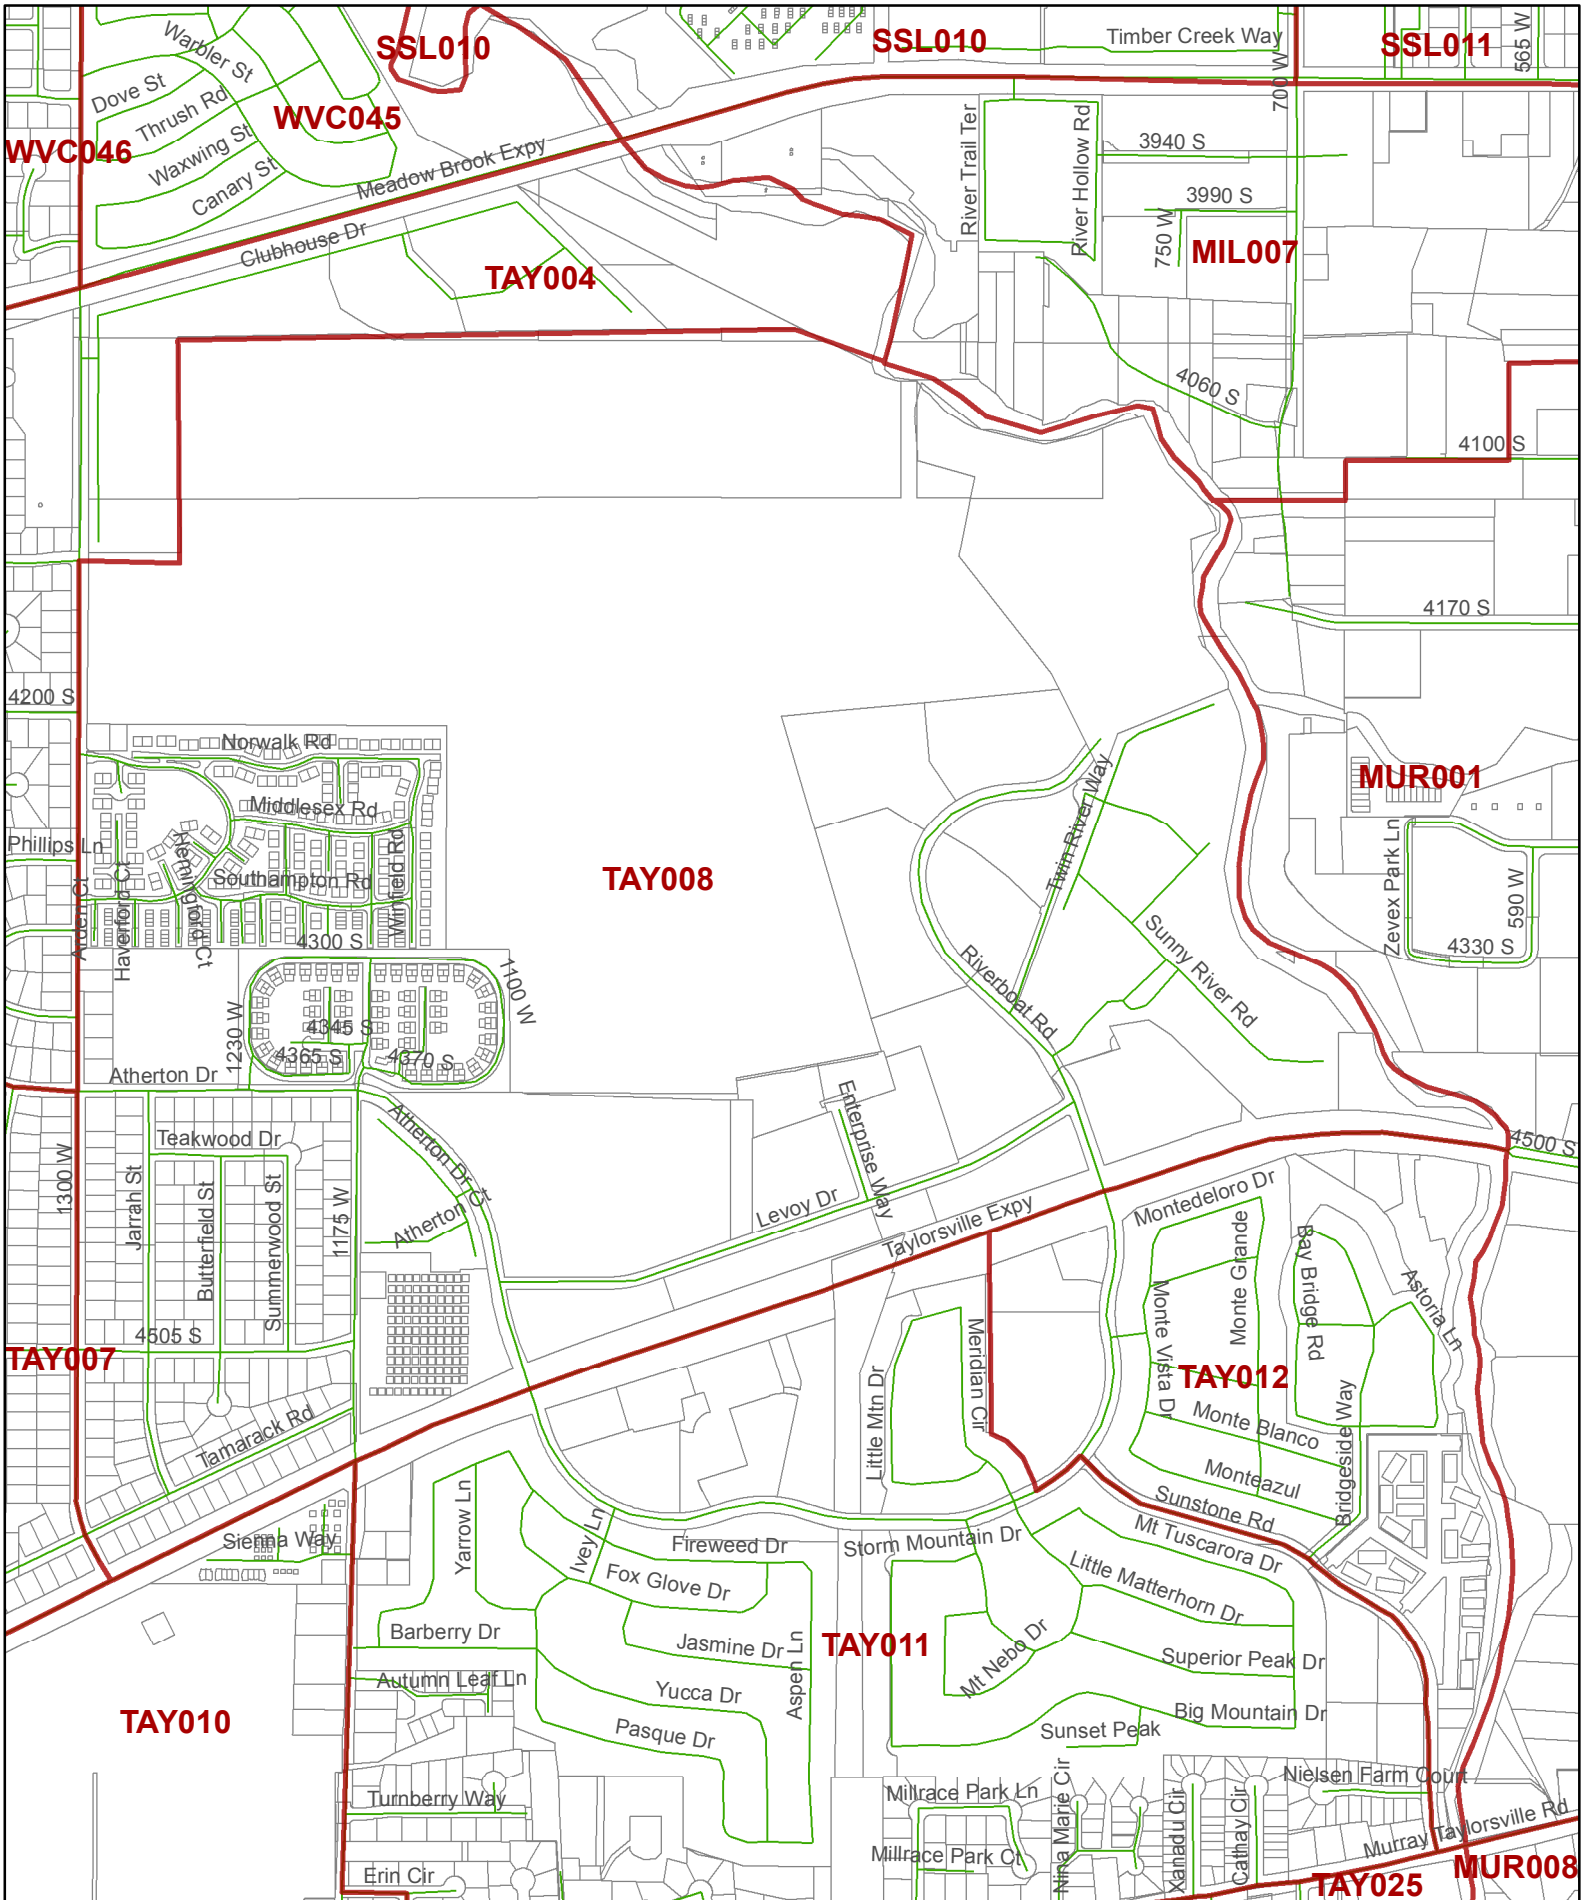 SSL010
SSL010
Timber Creek Way
SSL011
565 W
Warbler St
Dove St
Thrush Rd
WVC045
700 W
WVC046
Waxwing St
Canary St
Meadow Brook Expy
River Trail Ter
River Hollow Rd
3940 S
3990 S
750 W
MIL007
Clubhouse Dr
TAY004
4060 S
4100 S
4170 S
4200 S
Norwalk Rd
Middlesex Rd
Phillips Ln
Arden Ct
Haverford Ct
Nemingford Ct
Southampton Rd
Winfield Rd
4300 S
TAY008
Twin River Way
MUR001
Zevex Park Ln
590 W
4330 S
Sunny River Rd
Riverboat Rd
1100 W
1230 W
4345 S
4365 S
4370 S
Atherton Dr
Atherton Dr
Atherton Ct
Teakwood Dr
1300 W
Jarrah St
Butterfield St
Summerwood St
1175 W
Enterprise Way
Levoy Dr
Taylorsville Expy
4500 S
Montedeloro Dr
Monte Grande
Bay Bridge Rd
Astoria Ln
4505 S
TAY007
Tamarack Rd
Little Mtn Dr
Meridian Cir
Monte Vista Dr
TAY012
Monte Blanco
Bridgeside Way
Monteazul
Sunstone Rd
Sienna Way
Yarrow Ln
Ivey Ln
Fireweed Dr
Storm Mountain Dr
Mt Tuscarora Dr
Fox Glove Dr
Little Matterhorn Dr
Barberry Dr
Jasmine Dr
Aspen Ln
TAY011
Mt Nebo Dr
Superior Peak Dr
Autumn Leaf Ln
Yucca Dr
Big Mountain Dr
TAY010
Pasque Dr
Sunset Peak
Turnberry Way
Millrace Park Ln
Nina Marie Cir
Xanadu Cir
Cathay Cir
Nielsen Farm Court
Murray Taylorsville Rd
Millrace Park Ct
Erin Cir
TAY025
MUR008